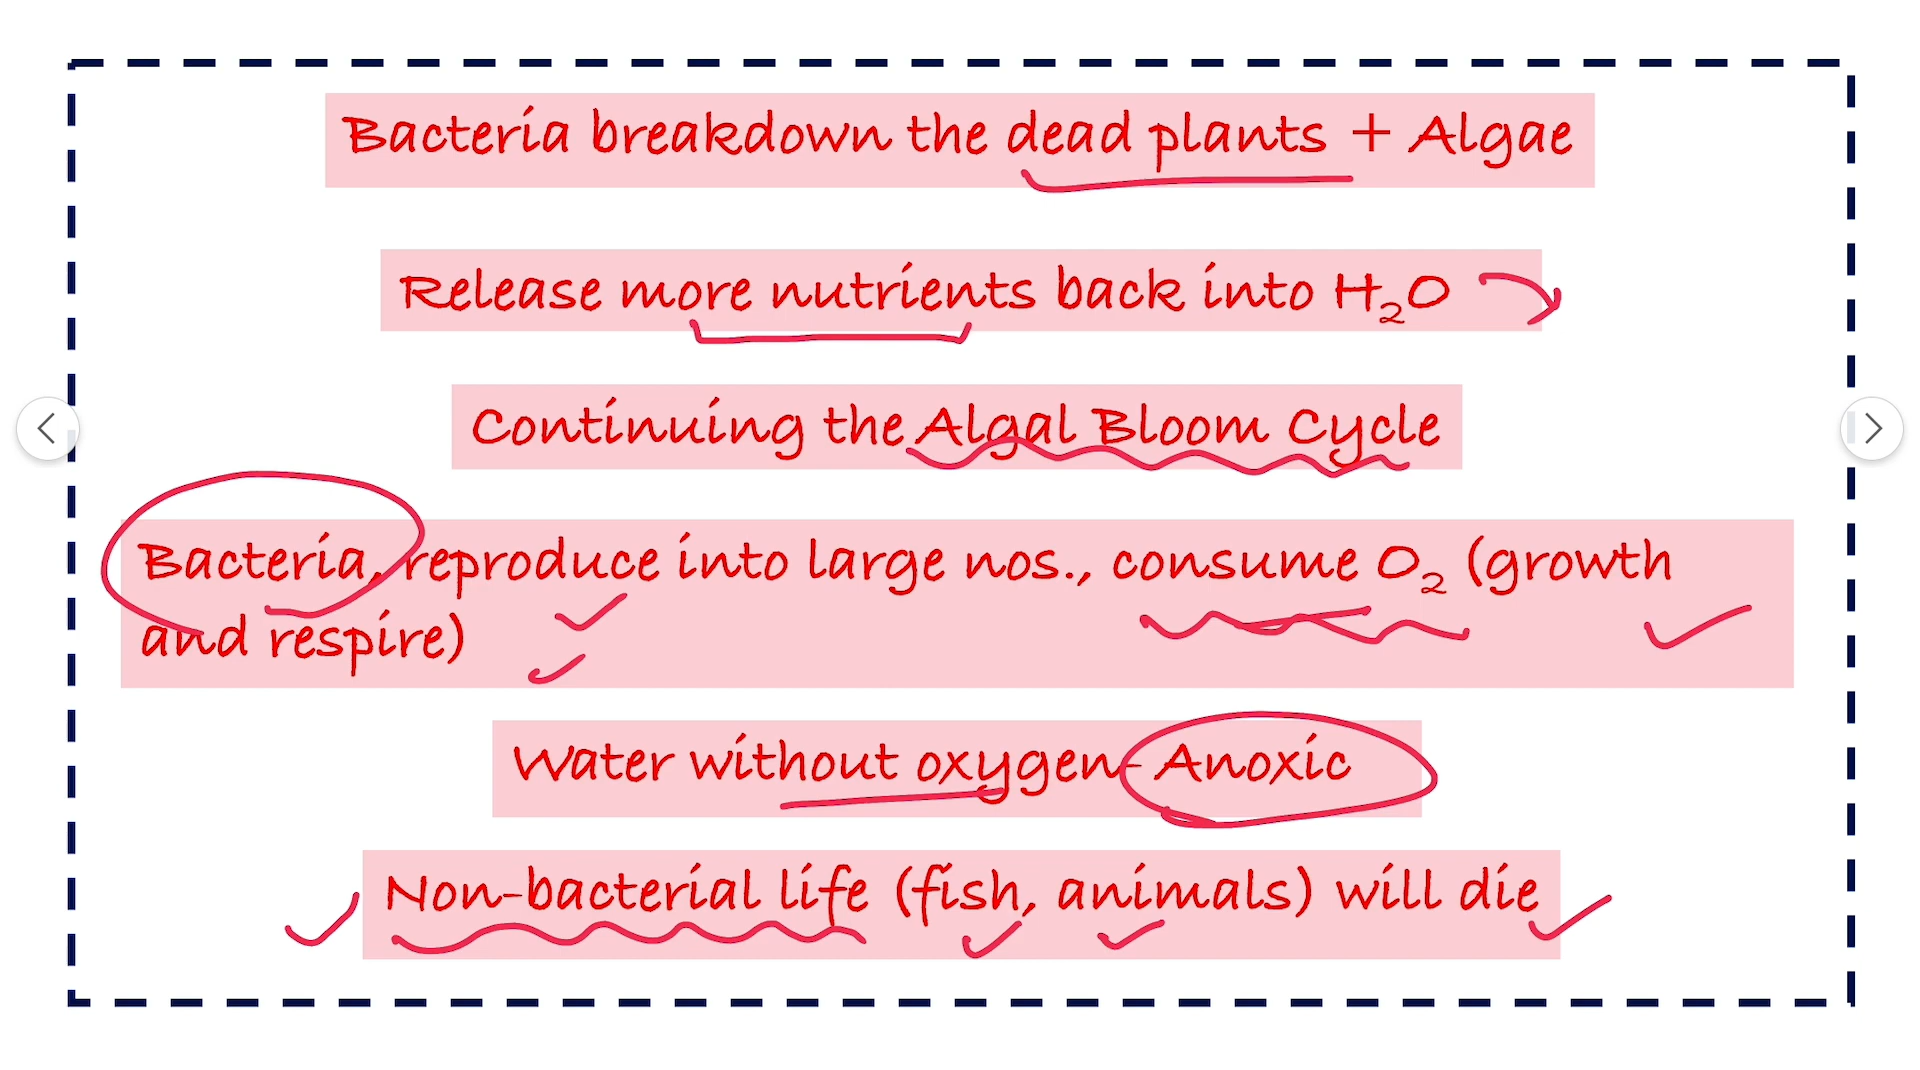 Bacteria breakdown the dead plants + Algae
Release more nutrients back into H₂O
Continuing the Algal Bloom Cycle
Bacteria, reproduce into large nos., consume O₂ (growth
and respire)
Water without oxygen- Anoxic
Non-bacterial life (fish, animals) will die